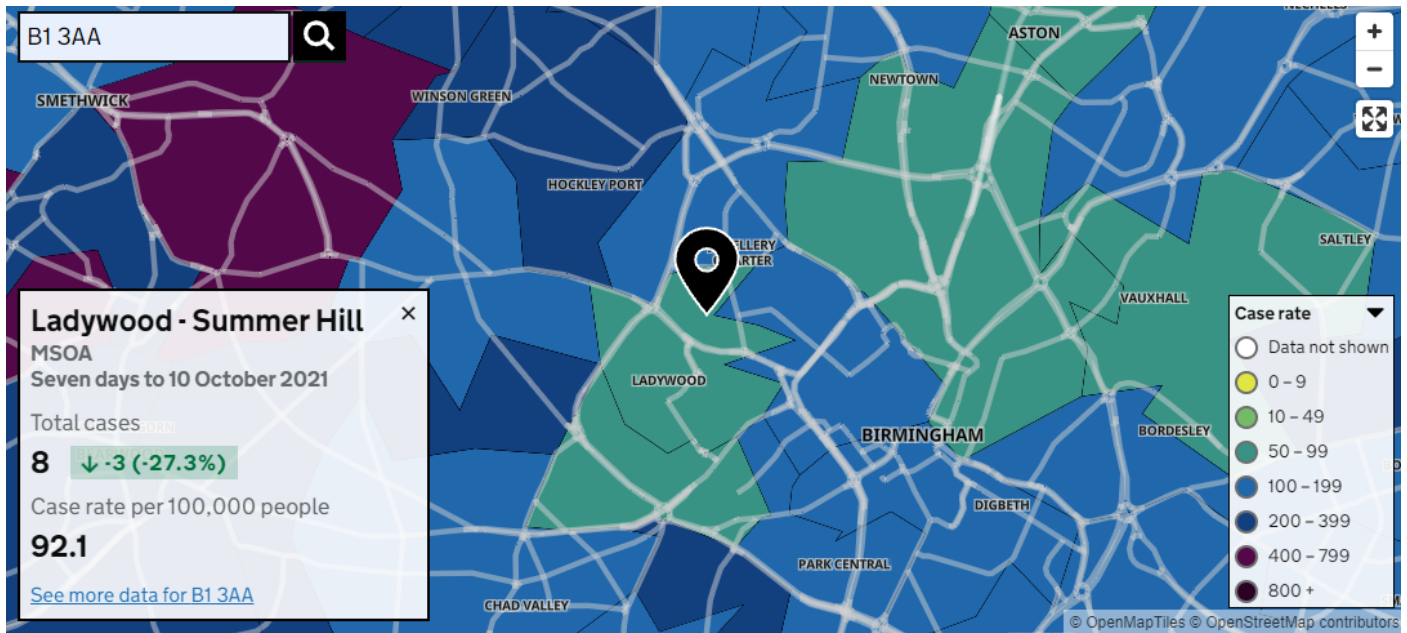 B1 3AA
ASTON
NEWTOWN
SMETHWICK
WINSON GREEN
HOCKLEY PORT
SALTLEY
VAUXHALL
LADYWOOD
BORDESLEY
BIRMINGHAM
DIGBETH
PARK CENTRAL
CHAD VALLEY
Ladywood - Summer Hill
×
MSOA
Seven days to 10 October 2021
Total cases
8 ↓ -3 (-27.3%)
Case rate per 100,000 people
92.1
See more data for B1 3AA
+
−
Case rate
Data not shown
0 – 9
10 – 49
50 – 99
100 – 199
200 – 399
400 – 799
800 +
© OpenMapTiles © OpenStreetMap contributors